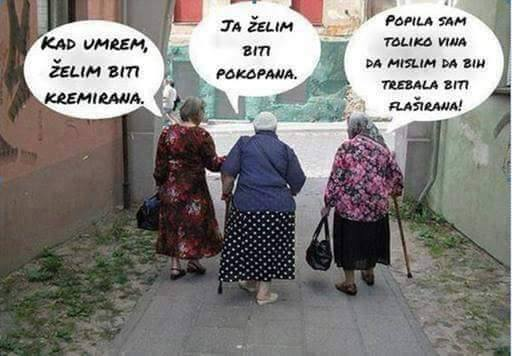 KAD UMREM,
ŽELIM BITI
KREMIRANA.
JA ŽELIM
BITI
POKOPANA.
POPILA SAM
TOLIKO VINA
DA MISLIM DA BIH
TREBALA BITI
FLAŠIRANA!